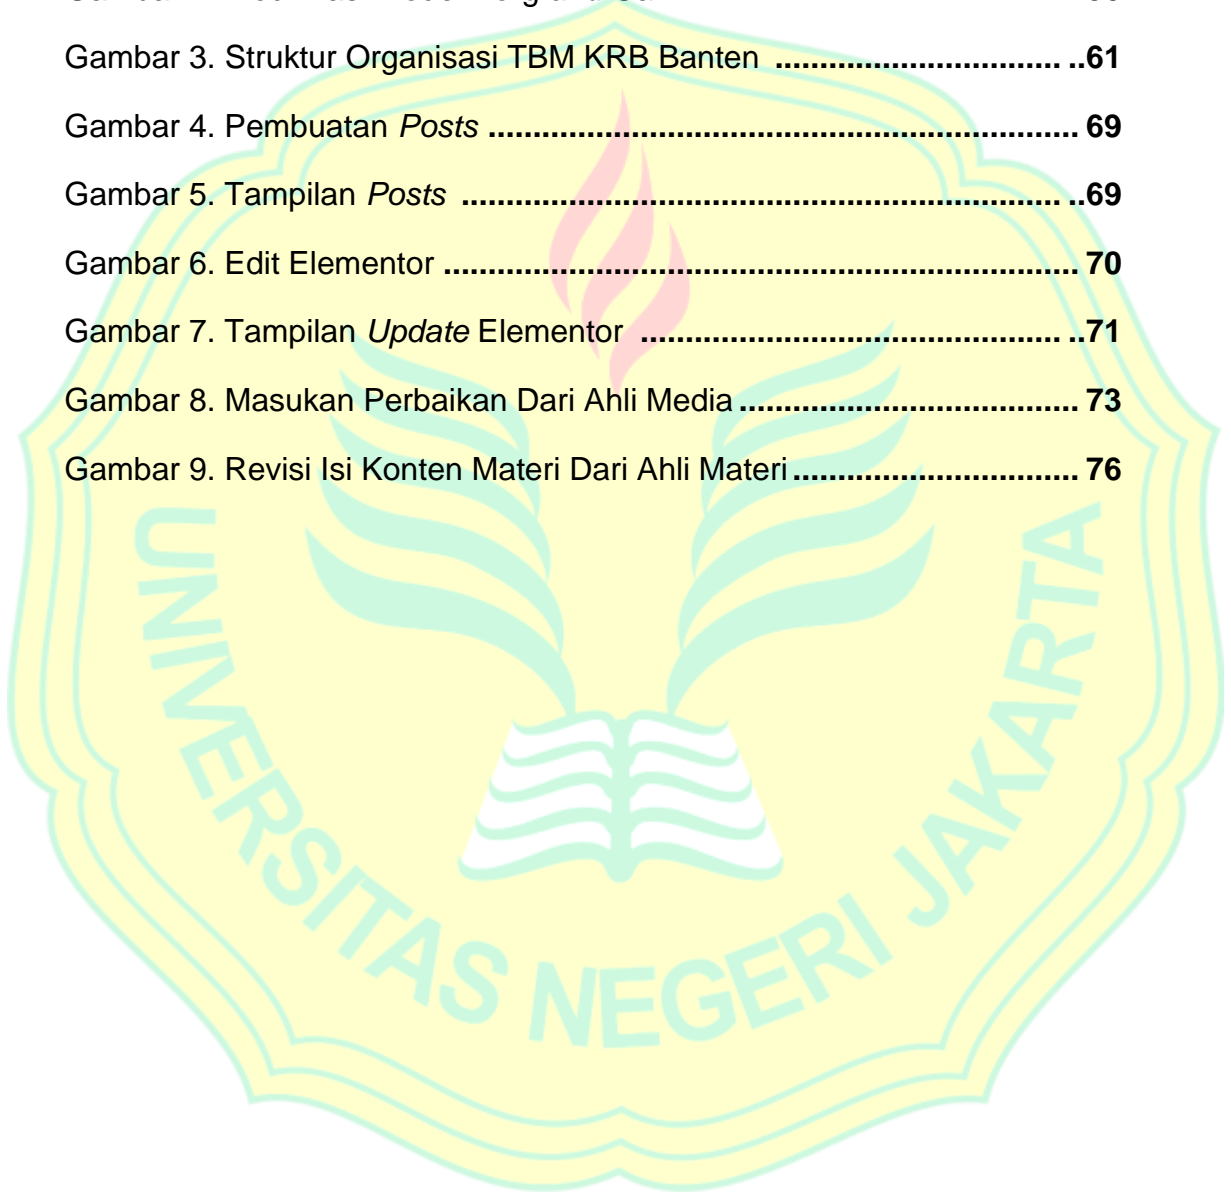 Gambar 3. Struktur Organisasi TBM KRB Banten ................................ ..61
Gambar 4. Pembuatan Posts .................................................................. 69
Gambar 5. Tampilan Posts ................................................................... ..69
Gambar 6. Edit Elementor ....................................................................... 70
Gambar 7. Tampilan Update Elementor ............................................... ..71
Gambar 8. Masukan Perbaikan Dari Ahli Media ...................................... 73
Gambar 9. Revisi Isi Konten Materi Dari Ahli Materi ................................ 76
UNIVERSITAS NEGERI JAKARTA